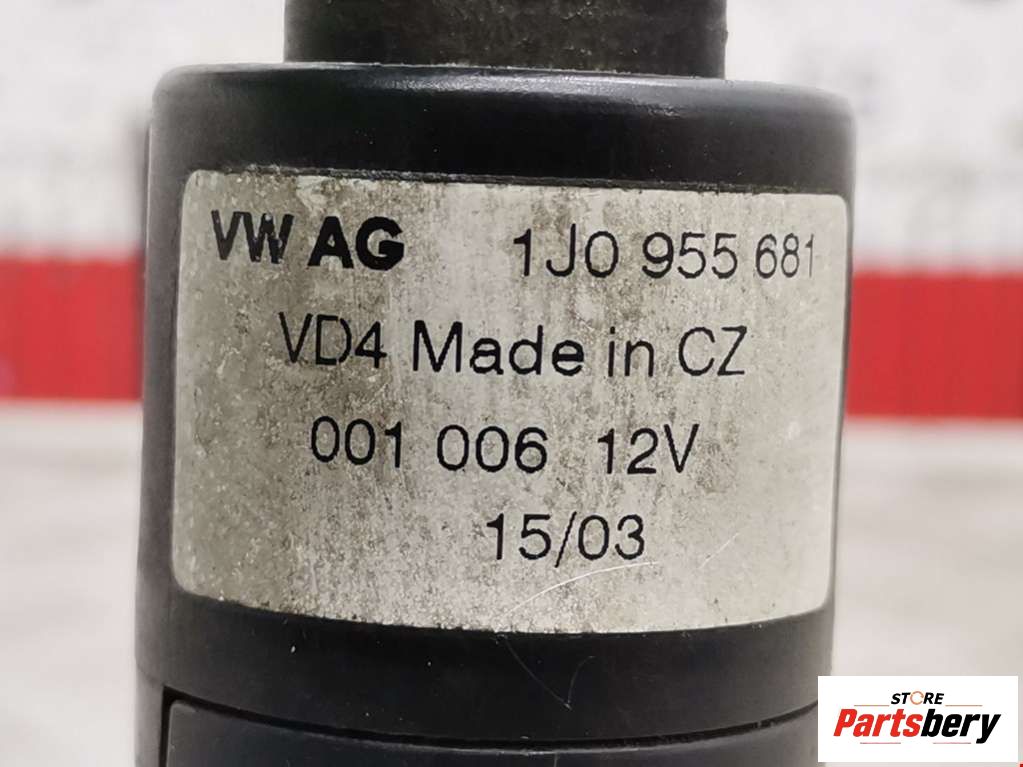 VW AG 1J0 955 681
VD4 Made in CZ
001 006 12V
15/03
STORE
Partsbery